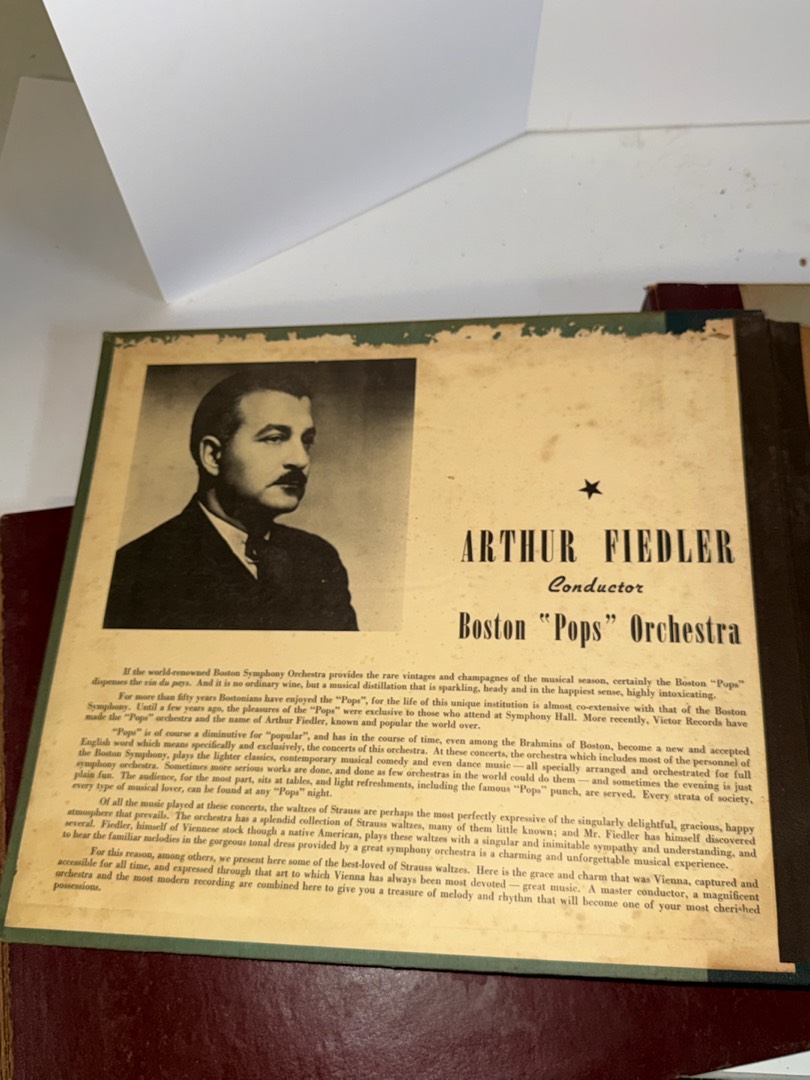 ARTHUR FIEDLER
Conductor
Boston "Pops" Orchestra
If the world-renowned Boston Symphony Orchestra provides the rare vintages and champagnes of the musical season, certainly the Boston "Pops"
dispenses the vin du pays. And it is no ordinary wine, but a musical distillation that is sparkling, heady and in the happiest sense, highly intoxicating.
For more than fifty years Bostonians have enjoyed the "Pops", for the life of this unique institution is almost co-extensive with that of the Boston
Symphony. Until a few years ago, the pleasures of the "Pops" were exclusive to those who attend at Symphony Hall. More recently, Victor Records have
made the "Pops" orchestra and the name of Arthur Fiedler, known and popular the world over.
"Pops" is of course a diminutive for "popular", and has in the course of time, even among the Brahmins of Boston, become a new and accepted
English word which means specifically and exclusively, the concerts of this orchestra. At these concerts, the orchestra which includes most of the personnel of
the Boston Symphony, plays the lighter classics, contemporary musical comedy and even dance music — all specially arranged and orchestrated for full
symphony orchestra. Sometimes more serious works are done, and done as few orchestras in the world could do them — and sometimes the evening is just
plain fun. The audience, for the most part, sits at tables, and light refreshments, including the famous "Pops" punch, are served. Every strata of society,
every type of musical lover, can be found at any "Pops" night.
Of all the music played at these concerts, the waltzes of Strauss are perhaps the most perfectly expressive of the singularly delightful, gracious, happy
atmosphere that prevails. The orchestra has a splendid collection of Strauss waltzes, many of them little known; and Mr. Fiedler has himself discovered
several. Fiedler, himself of Viennese stock though a native American, plays these waltzes with a singular and inimitable sympathy and understanding, and
to hear the familiar melodies in the gorgeous tonal dress provided by a great symphony orchestra is a charming and unforgettable musical experience.
For this reason, among others, we present here some of the best-loved of Strauss waltzes. Here is the grace and charm that was Vienna, captured and
accessible for all time, and expressed through that art to which Vienna has always been most devoted — great music. A master conductor, a magnificent
orchestra and the most modern recording are combined here to give you a treasure of melody and rhythm that will become one of your most cherished
possessions.